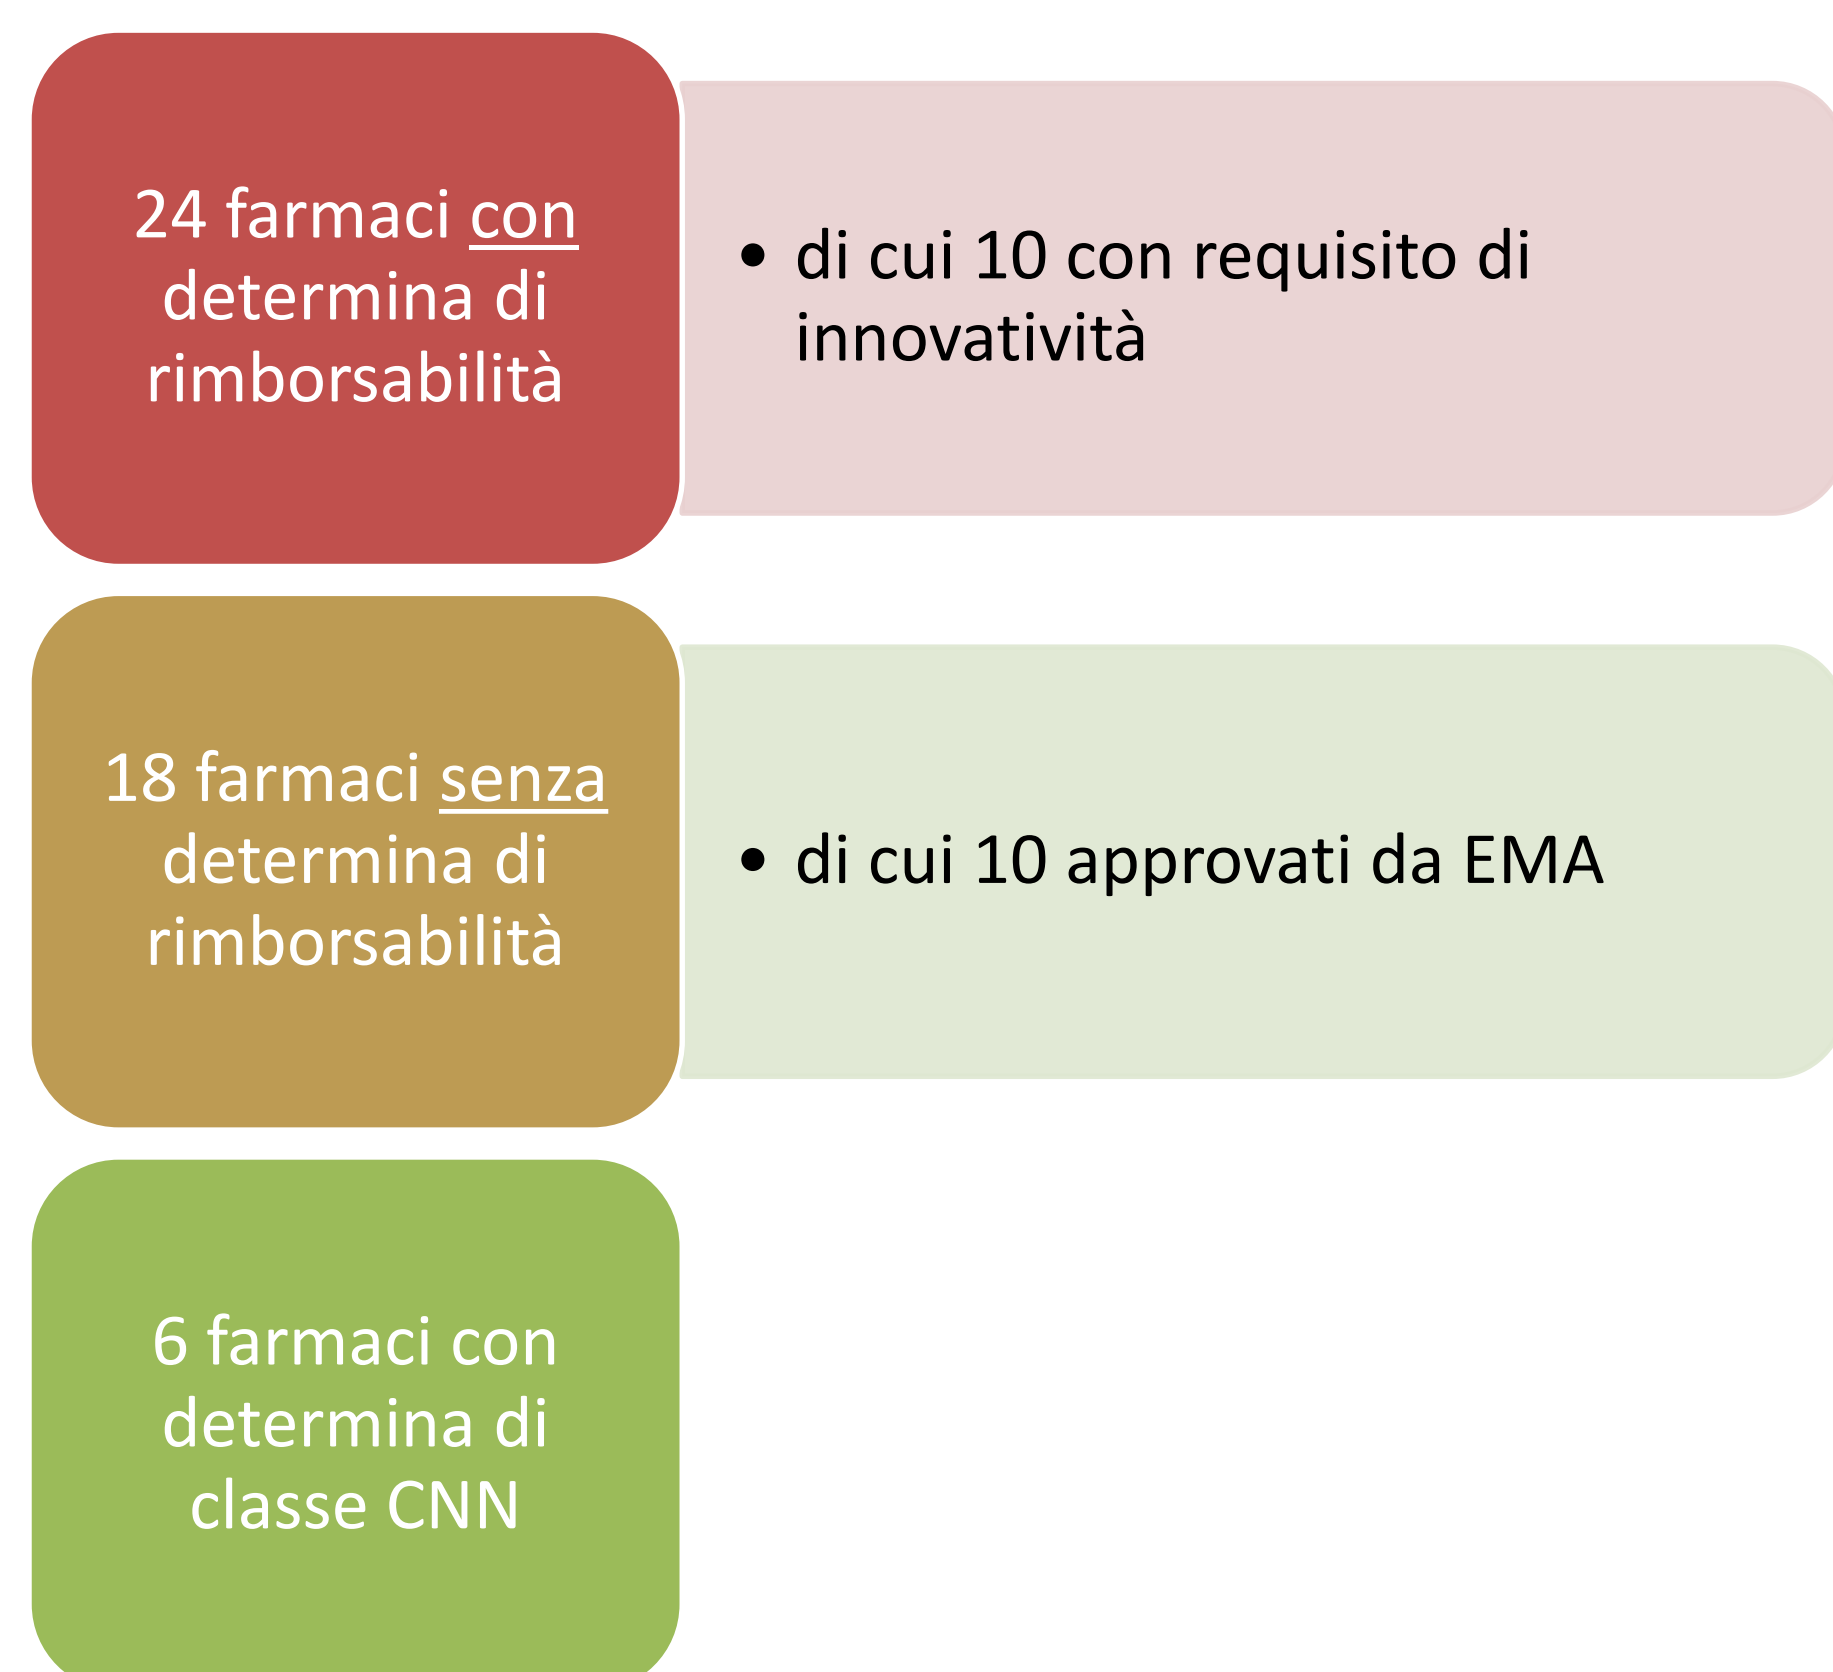 24 farmaci con
determina di
rimborsabilità
• di cui 10 con requisito di
innovatività
18 farmaci senza
determina di
rimborsabilità
• di cui 10 approvati da EMA
6 farmaci con
determina di
classe CNN